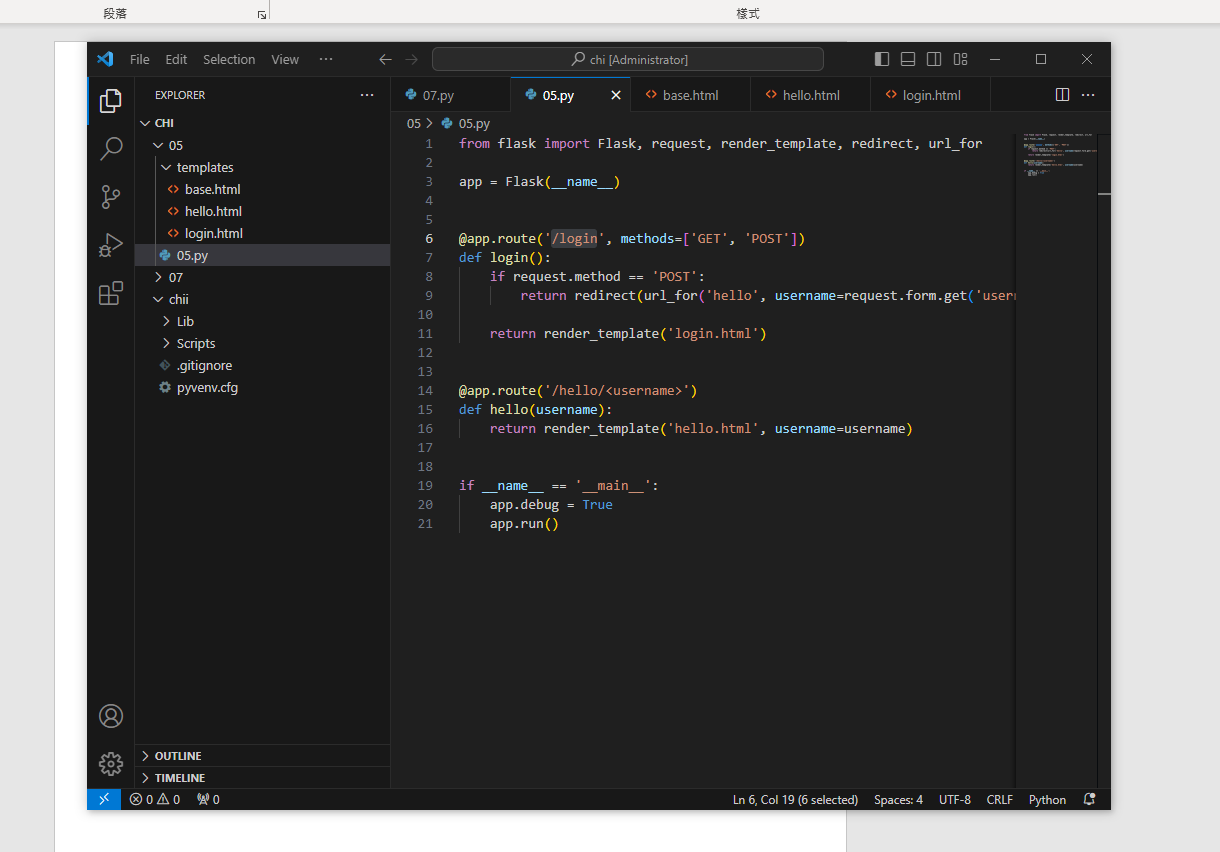 段落
樣式
File Edit Selection View ···
chi [Administrator]
EXPLORER ···
07.py 05.py base.html hello.html login.html ···
CHI
05
templates
base.html
hello.html
login.html
05.py
07
chii
Lib
Scripts
.gitignore
pyvenv.cfg
OUTLINE
TIMELINE
05 > 05.py
1 from flask import Flask, request, render_template, redirect, url_for
2
3 app = Flask(__name__)
4
5
6 @app.route('/login', methods=['GET', 'POST'])
7 def login():
8 if request.method == 'POST':
9 return redirect(url_for('hello', username=request.form.get('user
10
11 return render_template('login.html')
12
13
14 @app.route('/hello/<username>')
15 def hello(username):
16 return render_template('hello.html', username=username)
17
18
19 if __name__ == '__main__':
20 app.debug = True
21 app.run()
0 0 0
Ln 6, Col 19 (6 selected) Spaces: 4 UTF-8 CRLF Python